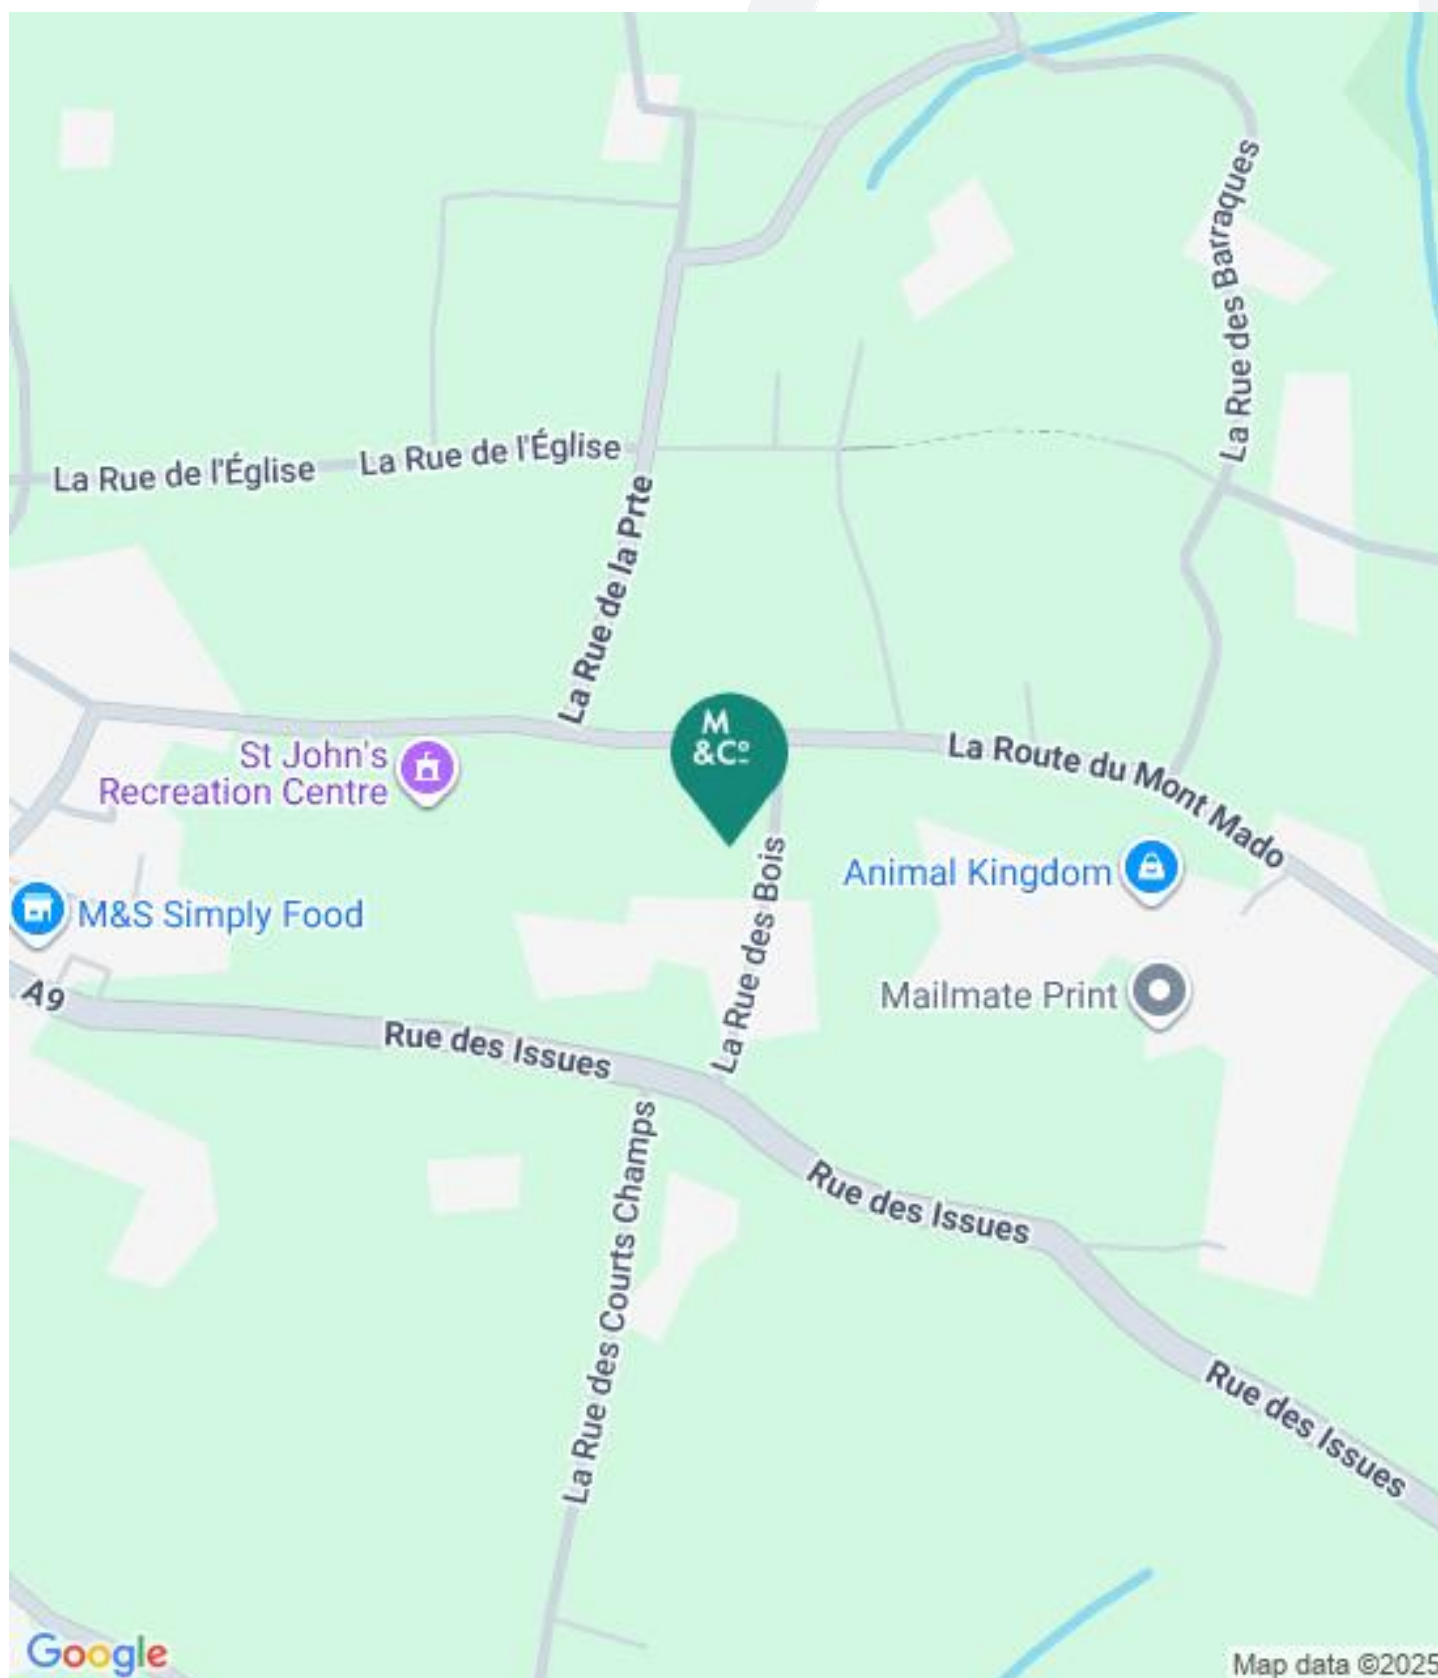 La Rue des Barraques
La Rue de l'Église
La Rue de l'Église
La Rue de la Prte
M
&Cº
La Route du Mont Mado
St John's
Recreation Centre
Animal Kingdom
La Rue des Bois
M&S Simply Food
Mailmate Print
A9
Rue des Issues
La Rue des Courts Champs
Rue des Issues
Rue des Issues
Google
Map data ©2025